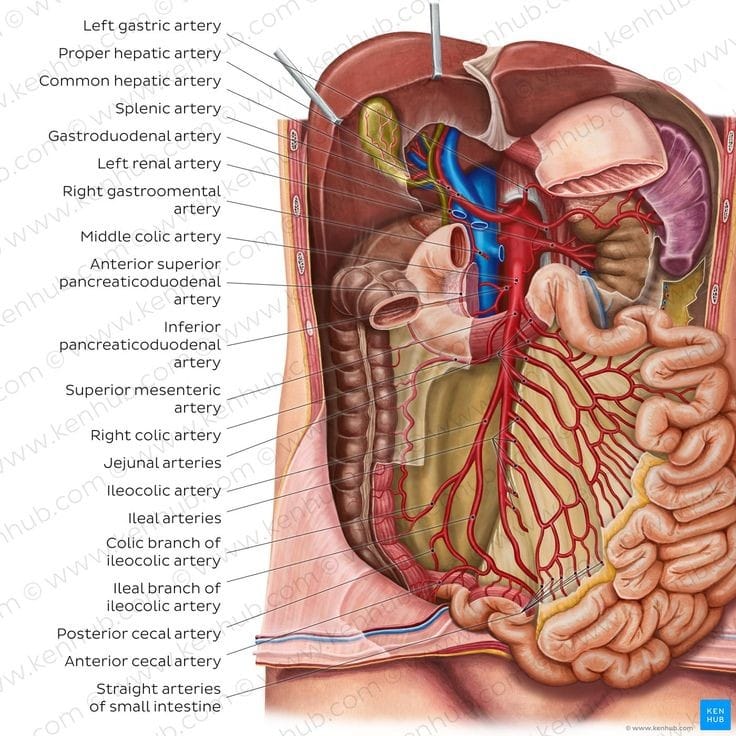 Left gastric artery
Proper hepatic artery
Common hepatic artery
Splenic artery
Gastroduodenal artery
Left renal artery
Right gastroomental
artery
Middle colic artery
Anterior superior
pancreaticoduodenal
artery
Inferior
pancreaticoduodenal
artery
Superior mesenteric
artery
Right colic artery
Jejunal arteries
Ileocolic artery
Ileal arteries
Colic branch of
ileocolic artery
Ileal branch of
ileocolic artery
Posterior cecal artery
Anterior cecal artery
Straight arteries
of small intestine
© www.kenhub.com
KEN
HUB